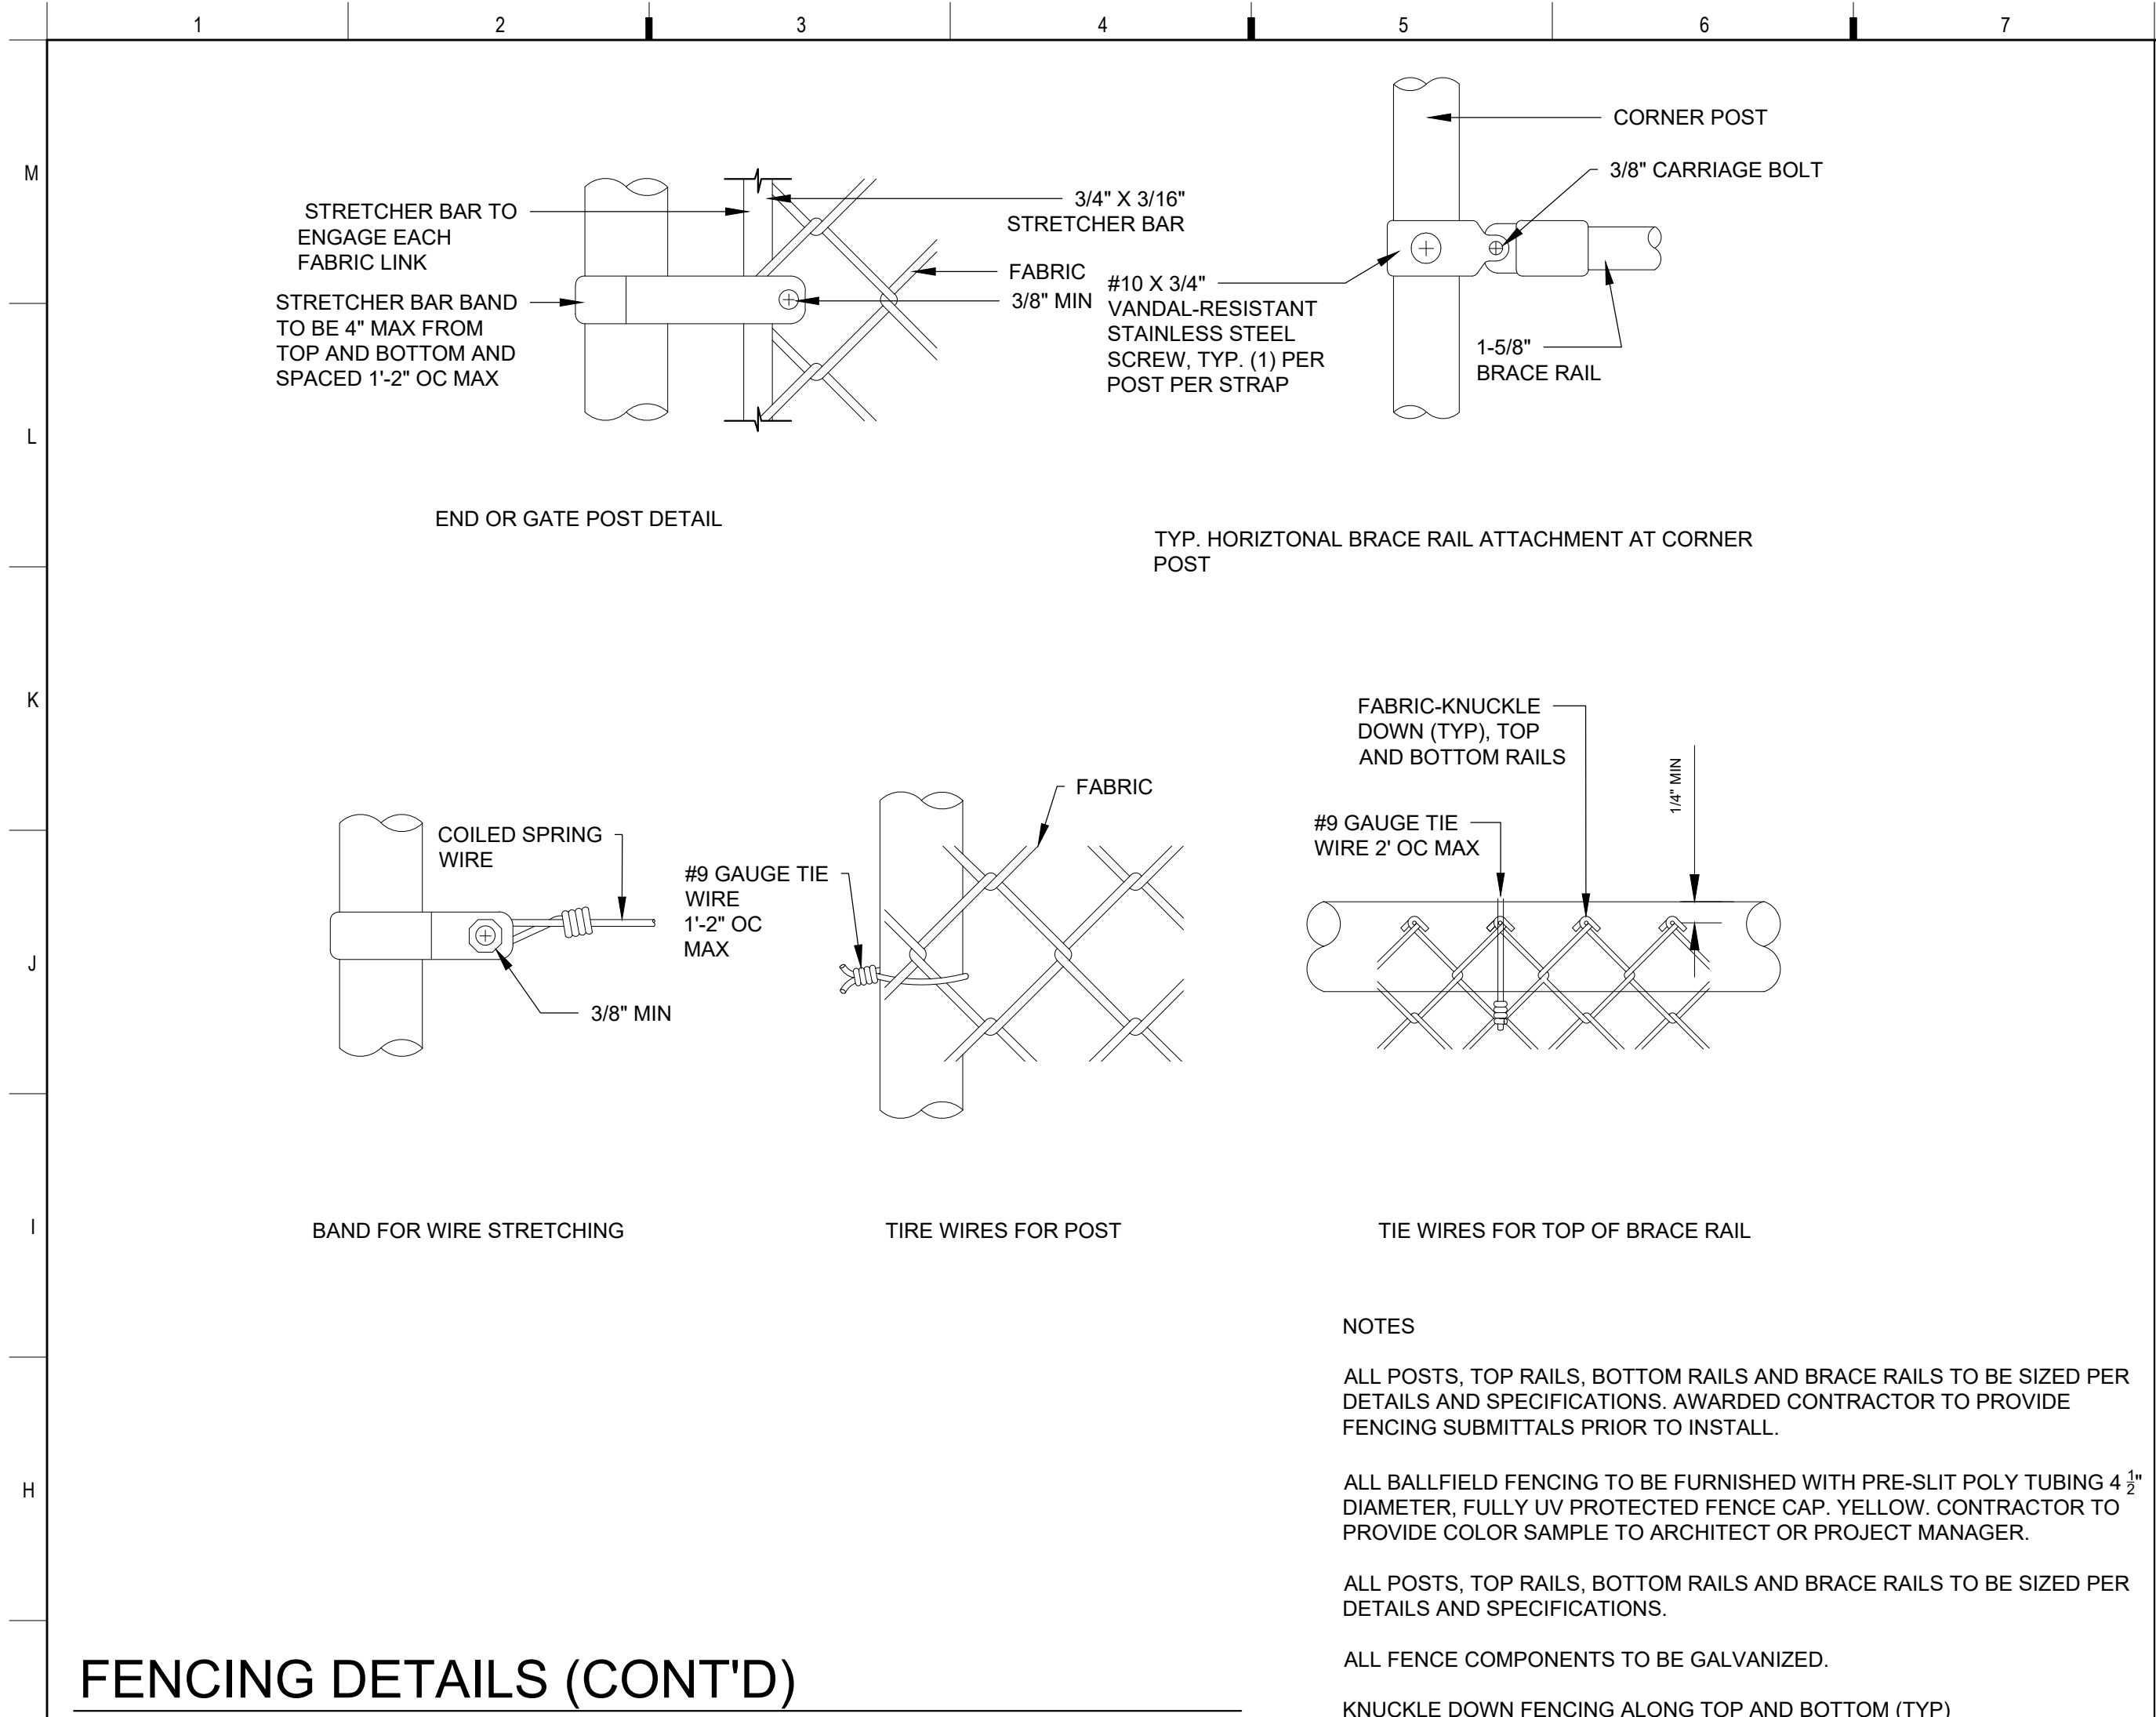 1 2 3 4 5 6 7
M
L
K
J
I
H
STRETCHER BAR TO
ENGAGE EACH
FABRIC LINK
STRETCHER BAR BAND
TO BE 4" MAX FROM
TOP AND BOTTOM AND
SPACED 1'-2" OC MAX
3/4" X 3/16"
STRETCHER BAR
FABRIC
3/8" MIN
END OR GATE POST DETAIL
CORNER POST
3/8" CARRIAGE BOLT
#10 X 3/4"
VANDAL-RESISTANT
STAINLESS STEEL
SCREW, TYP. (1) PER
POST PER STRAP
1-5/8"
BRACE RAIL
TYP. HORIZTONAL BRACE RAIL ATTACHMENT AT CORNER
POST
COILED SPRING
WIRE
3/8" MIN
BAND FOR WIRE STRETCHING
#9 GAUGE TIE
WIRE
1'-2" OC
MAX
FABRIC
TIRE WIRES FOR POST
FABRIC-KNUCKLE
DOWN (TYP), TOP
AND BOTTOM RAILS
#9 GAUGE TIE
WIRE 2' OC MAX
1/4" MIN
TIE WIRES FOR TOP OF BRACE RAIL
NOTES
ALL POSTS, TOP RAILS, BOTTOM RAILS AND BRACE RAILS TO BE SIZED PER
DETAILS AND SPECIFICATIONS. AWARDED CONTRACTOR TO PROVIDE
FENCING SUBMITTALS PRIOR TO INSTALL.
ALL BALLFIELD FENCING TO BE FURNISHED WITH PRE-SLIT POLY TUBING 4 1/2"
DIAMETER, FULLY UV PROTECTED FENCE CAP. YELLOW. CONTRACTOR TO
PROVIDE COLOR SAMPLE TO ARCHITECT OR PROJECT MANAGER.
ALL POSTS, TOP RAILS, BOTTOM RAILS AND BRACE RAILS TO BE SIZED PER
DETAILS AND SPECIFICATIONS.
ALL FENCE COMPONENTS TO BE GALVANIZED.
KNUCKLE DOWN FENCING ALONG TOP AND BOTTOM (TYP)
FENCING DETAILS (CONT'D)